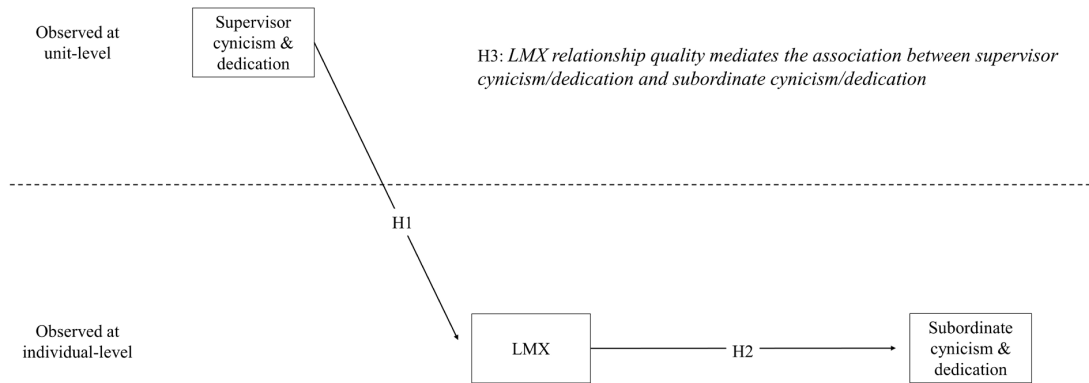 Observed at
unit-level
Supervisor
cynicism &
dedication
H3: LMX relationship quality mediates the association between supervisor
cynicism/dedication and subordinate cynicism/dedication
H1
Observed at
individual-level
LMX
H2
Subordinate
cynicism &
dedication